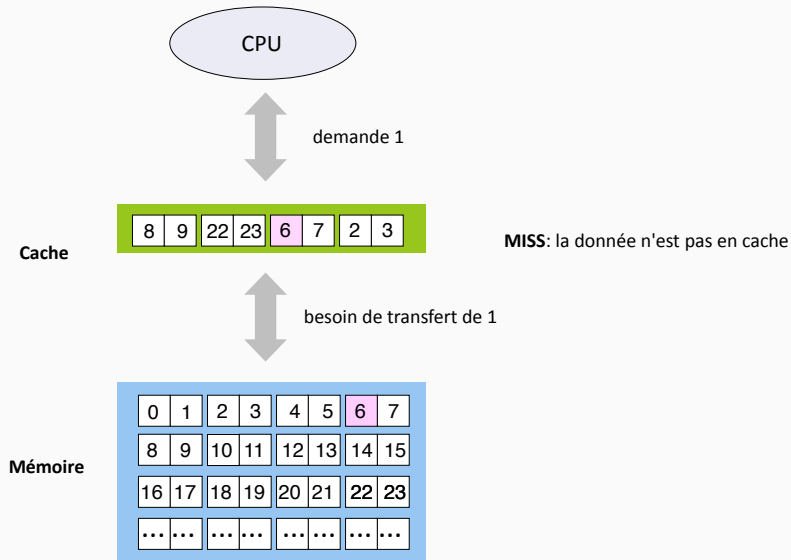 CPU
demande 1
8 9 22 23 6 7 2 3
Cache
MISS: la donnée n'est pas en cache
besoin de transfert de 1
0 1 2 3 4 5 6 7
8 9 10 11 12 13 14 15
Mémoire
16 17 18 19 20 21 22 23
... ... ... ... ... ... ... ...